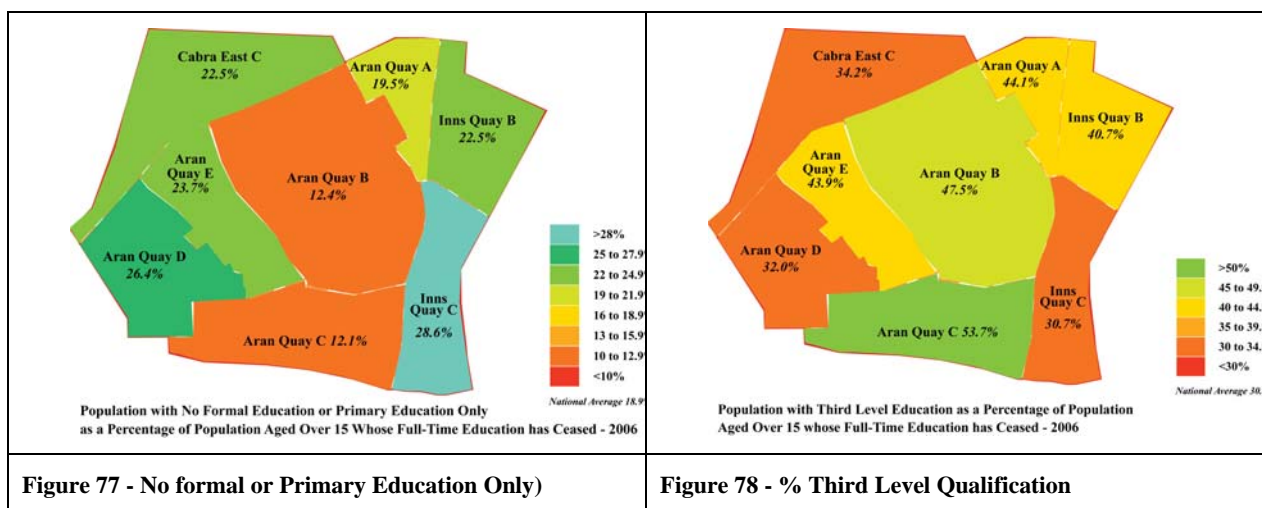 Cabra East C
22.5%
Aran Quay A
19.5%
Inns Quay B
22.5%
Aran
Quay E
23.7%
Aran Quay B
12.4%
Aran Quay D
26.4%
Inns
Quay C
28.6%
Aran Quay C 12.1%
>28%
25 to 27.9%
22 to 24.9%
19 to 21.9%
16 to 18.9%
13 to 15.9%
10 to 12.9%
<10%
National Average 18.9%
Population with No Formal Education or Primary Education Only
as a Percentage of Population Aged Over 15 Whose Full-Time Education has Ceased - 2006
Figure 77 - No formal or Primary Education Only)
Cabra East C
34.2%
Aran Quay A
44.1%
Inns Quay B
40.7%
Aran
Quay E
43.9%
Aran Quay B
47.5%
Aran Quay D
32.0%
Inns
Quay C
30.7%
Aran Quay C 53.7%
>50%
45 to 49.
40 to 44.
35 to 39.
30 to 34.
<30%
National Average 30.
Population with Third Level Education as a Percentage of Population
Aged Over 15 whose Full-Time Education has Ceased - 2006
Figure 78 - % Third Level Qualification